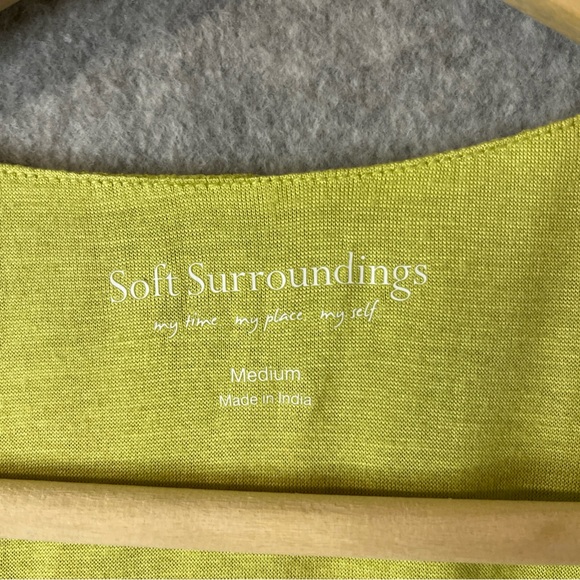 Soft Surroundings
my time. my place. my self.
Medium
Made in India